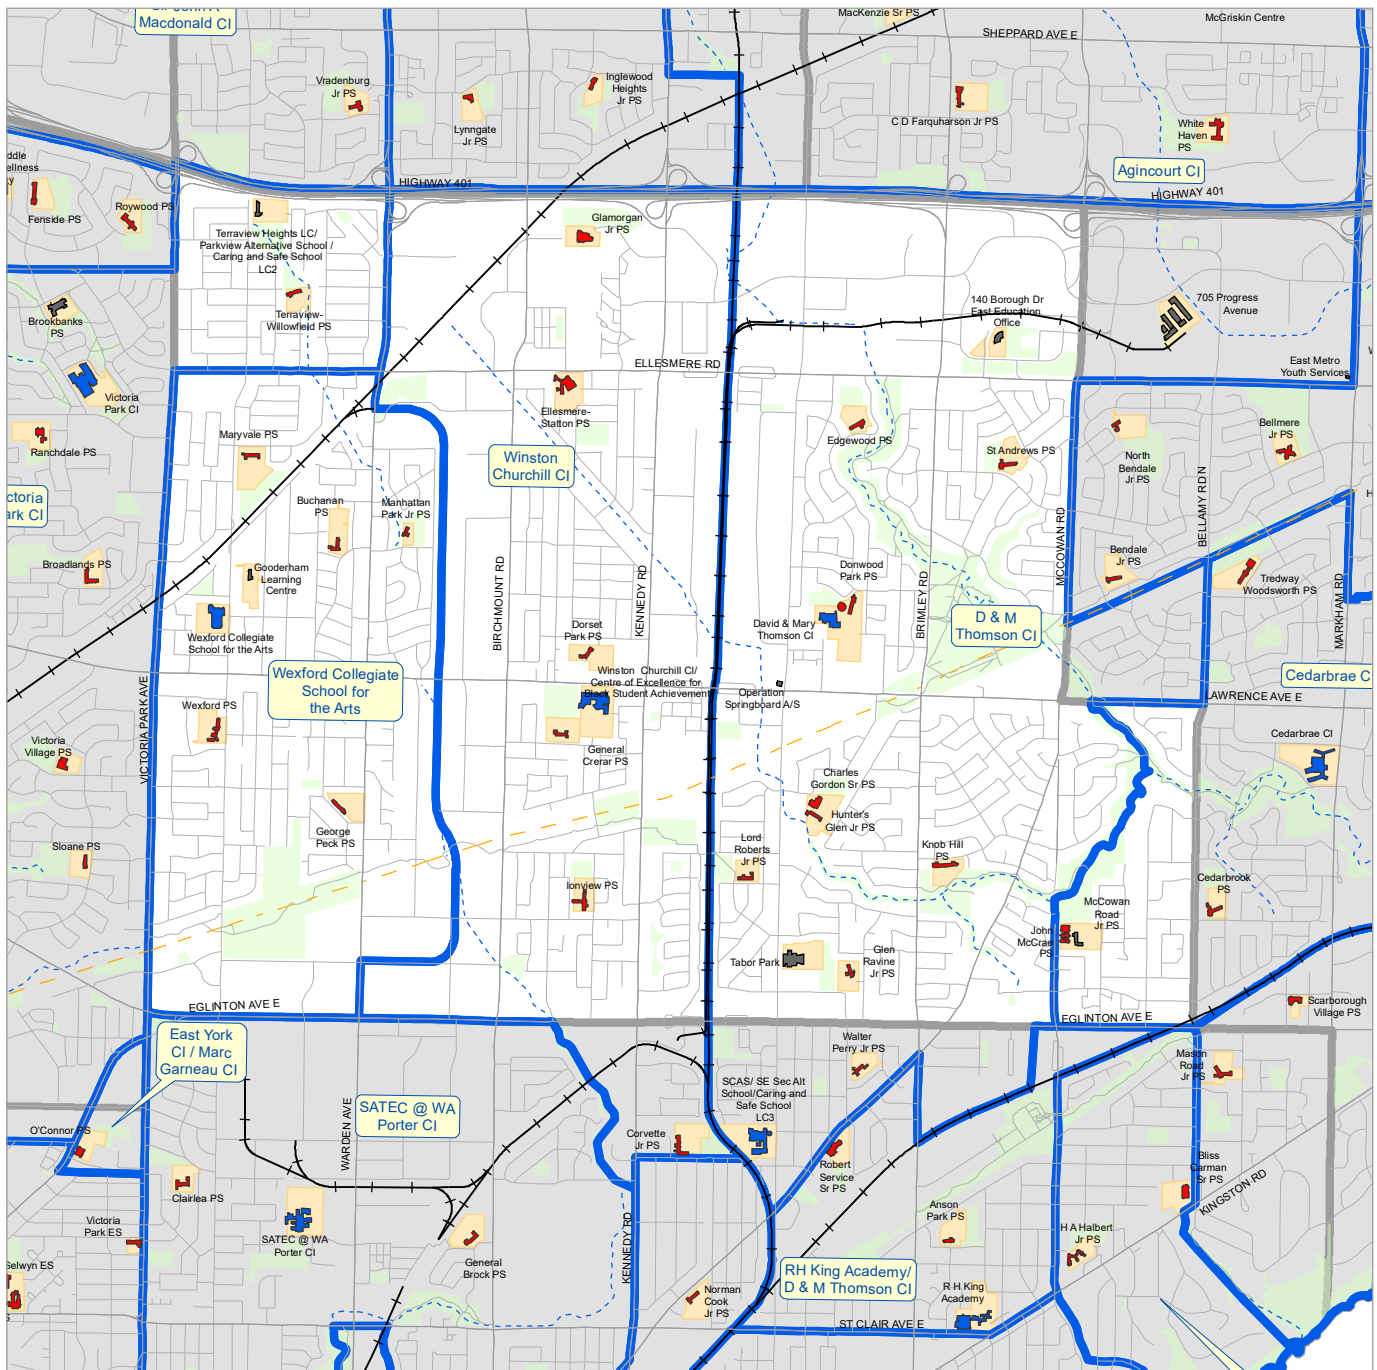 Macdonald CI
MacKenzie Sr PS
McGriskin Centre
SHEPPARD AVE E
Vradenburg
Jr PS
Inglewood
Heights
Jr PS
Lynngate
Jr PS
C D Farquharson Jr PS
White
Haven
PS
Agincourt CI
HIGHWAY 401
HIGHWAY 401
Fenside PS
Roywood PS
Glamorgan
Jr PS
Terraview Heights LC/
Parkview Alternative School /
Caring and Safe School
LC2
Terraview-
Willowfield PS
Brookbanks
PS
140 Borough Dr
East Education
Office
705 Progress
Avenue
East Metro
Youth Services
ELLESMERE RD
Victoria
Park CI
Ellesmere-
Statton PS
Edgewood PS
St Andrews PS
North
Bendale
Jr PS
Bellmere
Jr PS
Ranchdale PS
Maryvale PS
Winston
Churchill CI
Buchanan
PS
Manhattan
Park Jr PS
BELLAMY RD N
MCCOWAN RD
Broadlands PS
Gooderham
Learning
Centre
BIRCHMOUNT RD
KENNEDY RD
Donwood
Park PS
BRIMLEY RD
Bendale
Jr PS
Tredway
Woodsworth PS
MARKHAM RD
Wexford Collegiate
School for the Arts
Dorset
Park PS
David & Mary
Thomson CI
D & M
Thomson CI
Wexford Collegiate
School for
the Arts
Winston Churchill CI/
Centre of Excellence for
Black Student Achievement
Operation
Springboard A/S
Cedarbrae C
LAWRENCE AVE E
VICTORIA PARK AVE
Wexford PS
Victoria
Village PS
General
Crerar PS
Cedarbrae CI
Charles
Gordon Sr PS
Hunter's
Glen Jr PS
George
Peck PS
Sloane PS
Lord
Roberts
Jr PS
Knob Hill
PS
Ionview PS
Cedarbrook
PS
McCowan
Road
Jr PS
John
McCrae
PS
Tabor Park
Glen
Ravine
Jr PS
EGLINTON AVE E
EGLINTON AVE E
Scarborough
Village PS
East York
CI / Marc
Garneau CI
Walter
Perry Jr PS
Mason
Road
Jr PS
SATEC @ WA
Porter CI
WARDEN AVE
SCAS/ SE Sec Alt
School/Caring and
Safe School
LC3
O'Connor PS
Corvette
Jr PS
Robert
Service
Sr PS
Bliss
Carman
Sr PS
KINGSTON RD
Clairlea PS
Victoria
Park ES
SATEC @ WA
Porter CI
General
Brock PS
KENNEDY RD
Anson
Park PS
H A Halbert
Jr PS
Selwyn ES
RH King Academy/
D & M Thomson CI
Norman
Cook
Jr PS
R H King
Academy
ST CLAIR AVE E